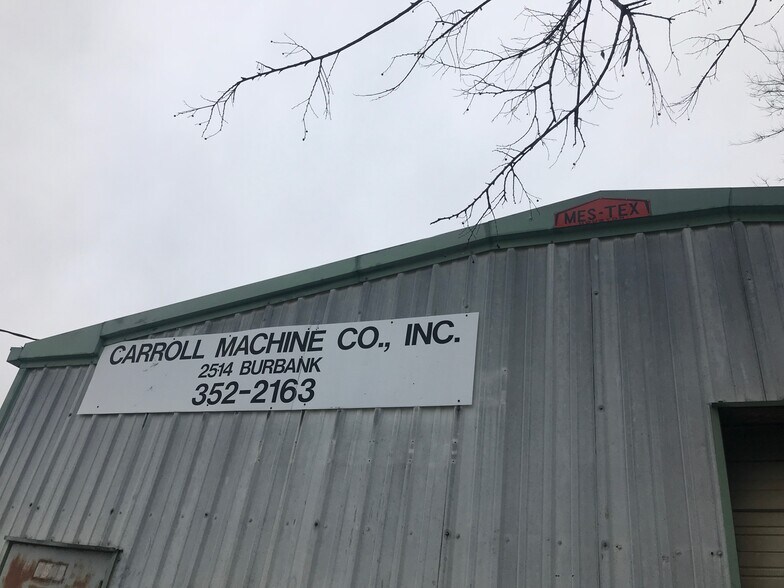 MES-TEX
CARROLL MACHINE CO., INC.
2514 BURBANK
352-2163